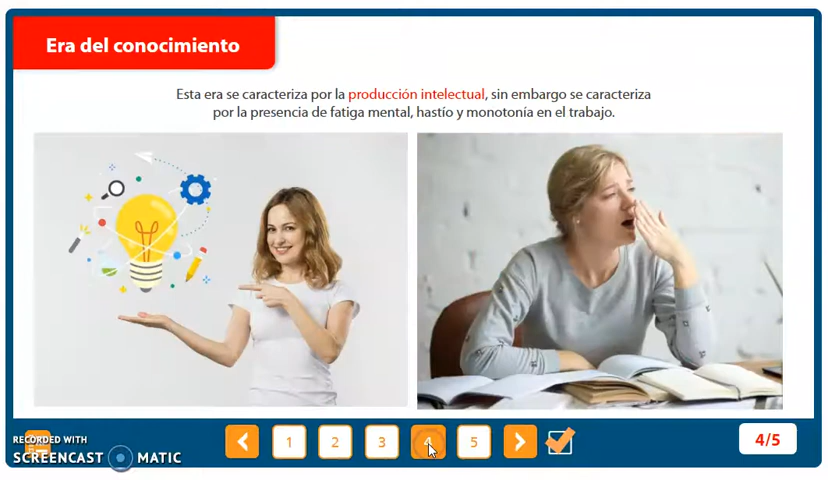 Era del conocimiento
Esta era se caracteriza por la producción intelectual, sin embargo se caracteriza
por la presencia de fatiga mental, hastío y monotonía en el trabajo.
RECORDED WITH
SCREENCAST MATIC
1 2 3 4 5
4/5